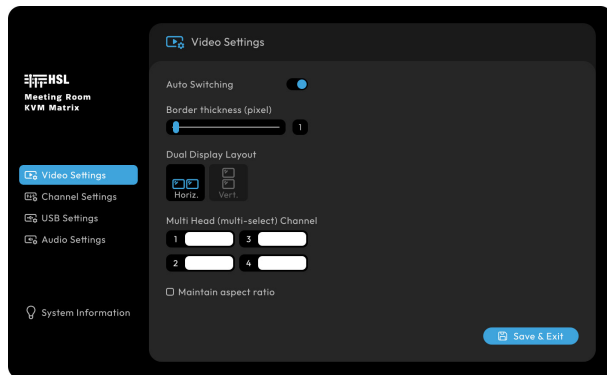 Video Settings
HSL
Meeting Room
KVM Matrix
Video Settings
Channel Settings
USB Settings
Audio Settings
System Information
Auto Switching
Border thickness (pixel)
1
Dual Display Layout
Horiz. Vert.
Multi Head (multi-select) Channel
1 3
2 4
Maintain aspect ratio
Save & Exit